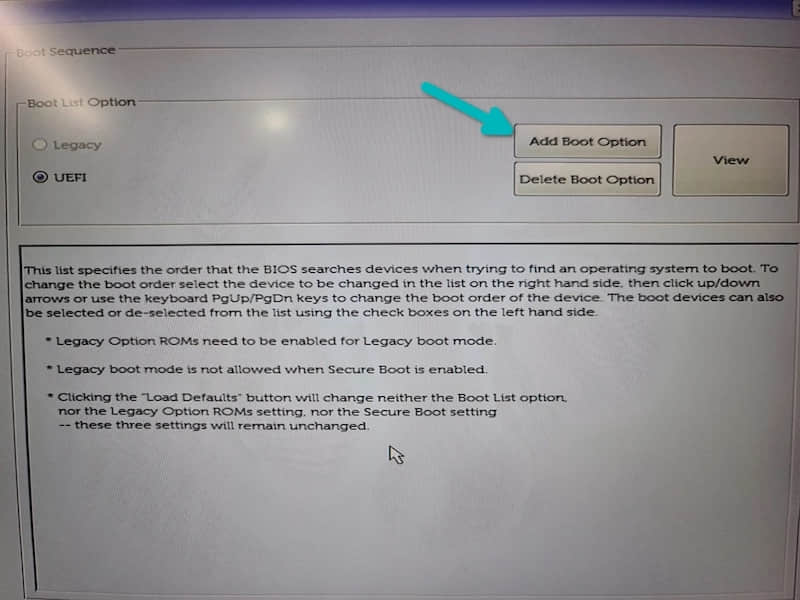 Boot Sequence
Boot List Option
Legacy
Add Boot Option
View
UEFI
Delete Boot Option
This list specifies the order that the BIOS searches devices when trying to find an operating system to boot. To
change the boot order select the device to be changed in the list on the right hand side, then click up/down
arrows or use the keyboard PgUp/PgDn keys to change the boot order of the device. The boot devices can also
be selected or de-selected from the list using the check boxes on the left hand side.
* Legacy Option ROMs need to be enabled for Legacy boot mode.
* Legacy boot mode is not allowed when Secure Boot is enabled.
* Clicking the "Load Defaults" button will change neither the Boot List option,
nor the Legacy Option ROMs setting, nor the Secure Boot setting
-- these three settings will remain unchanged.